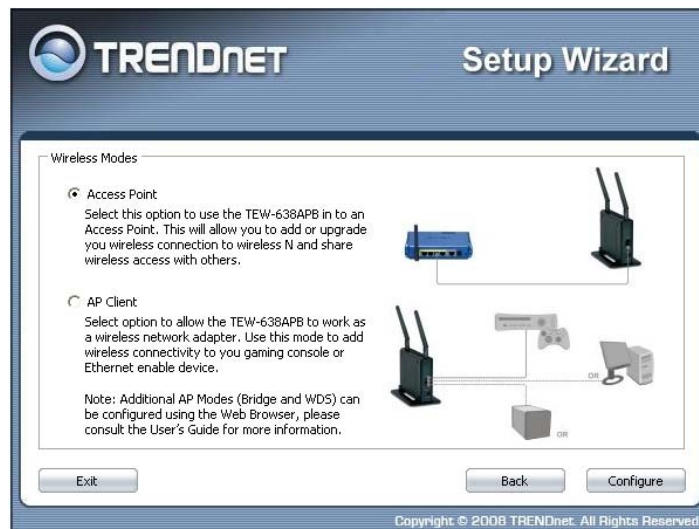 TRENDNET
Setup Wizard
Wireless Modes
Access Point
Select this option to use the TEW-638APB in to an
Access Point. This will allow you to add or upgrade
you wireless connection to wireless N and share
wireless access with others.
AP Client
Select option to allow the TEW-638APB to work as
a wireless network adapter. Use this mode to add
wireless connectivity to you gaming console or
Ethernet enable device.
Note: Additional AP Modes (Bridge and WDS) can
be configured using the Web Browser, please
consult the User's Guide for more information.
OR
OR
Exit
Back
Configure
Copyright © 2008 TRENDnet. All Rights Reserved